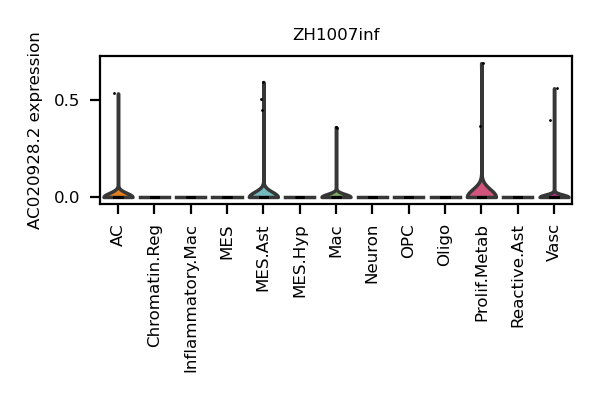 ZH1007inf
AC020928.2 expression
0.5
0.0
AC
Chromatin.Reg
Inflammatory.Mac
MES
MES.Ast
MES.Hyp
Mac
Neuron
OPC
Oligo
Prolif.Metab
Reactive.Ast
Vasc